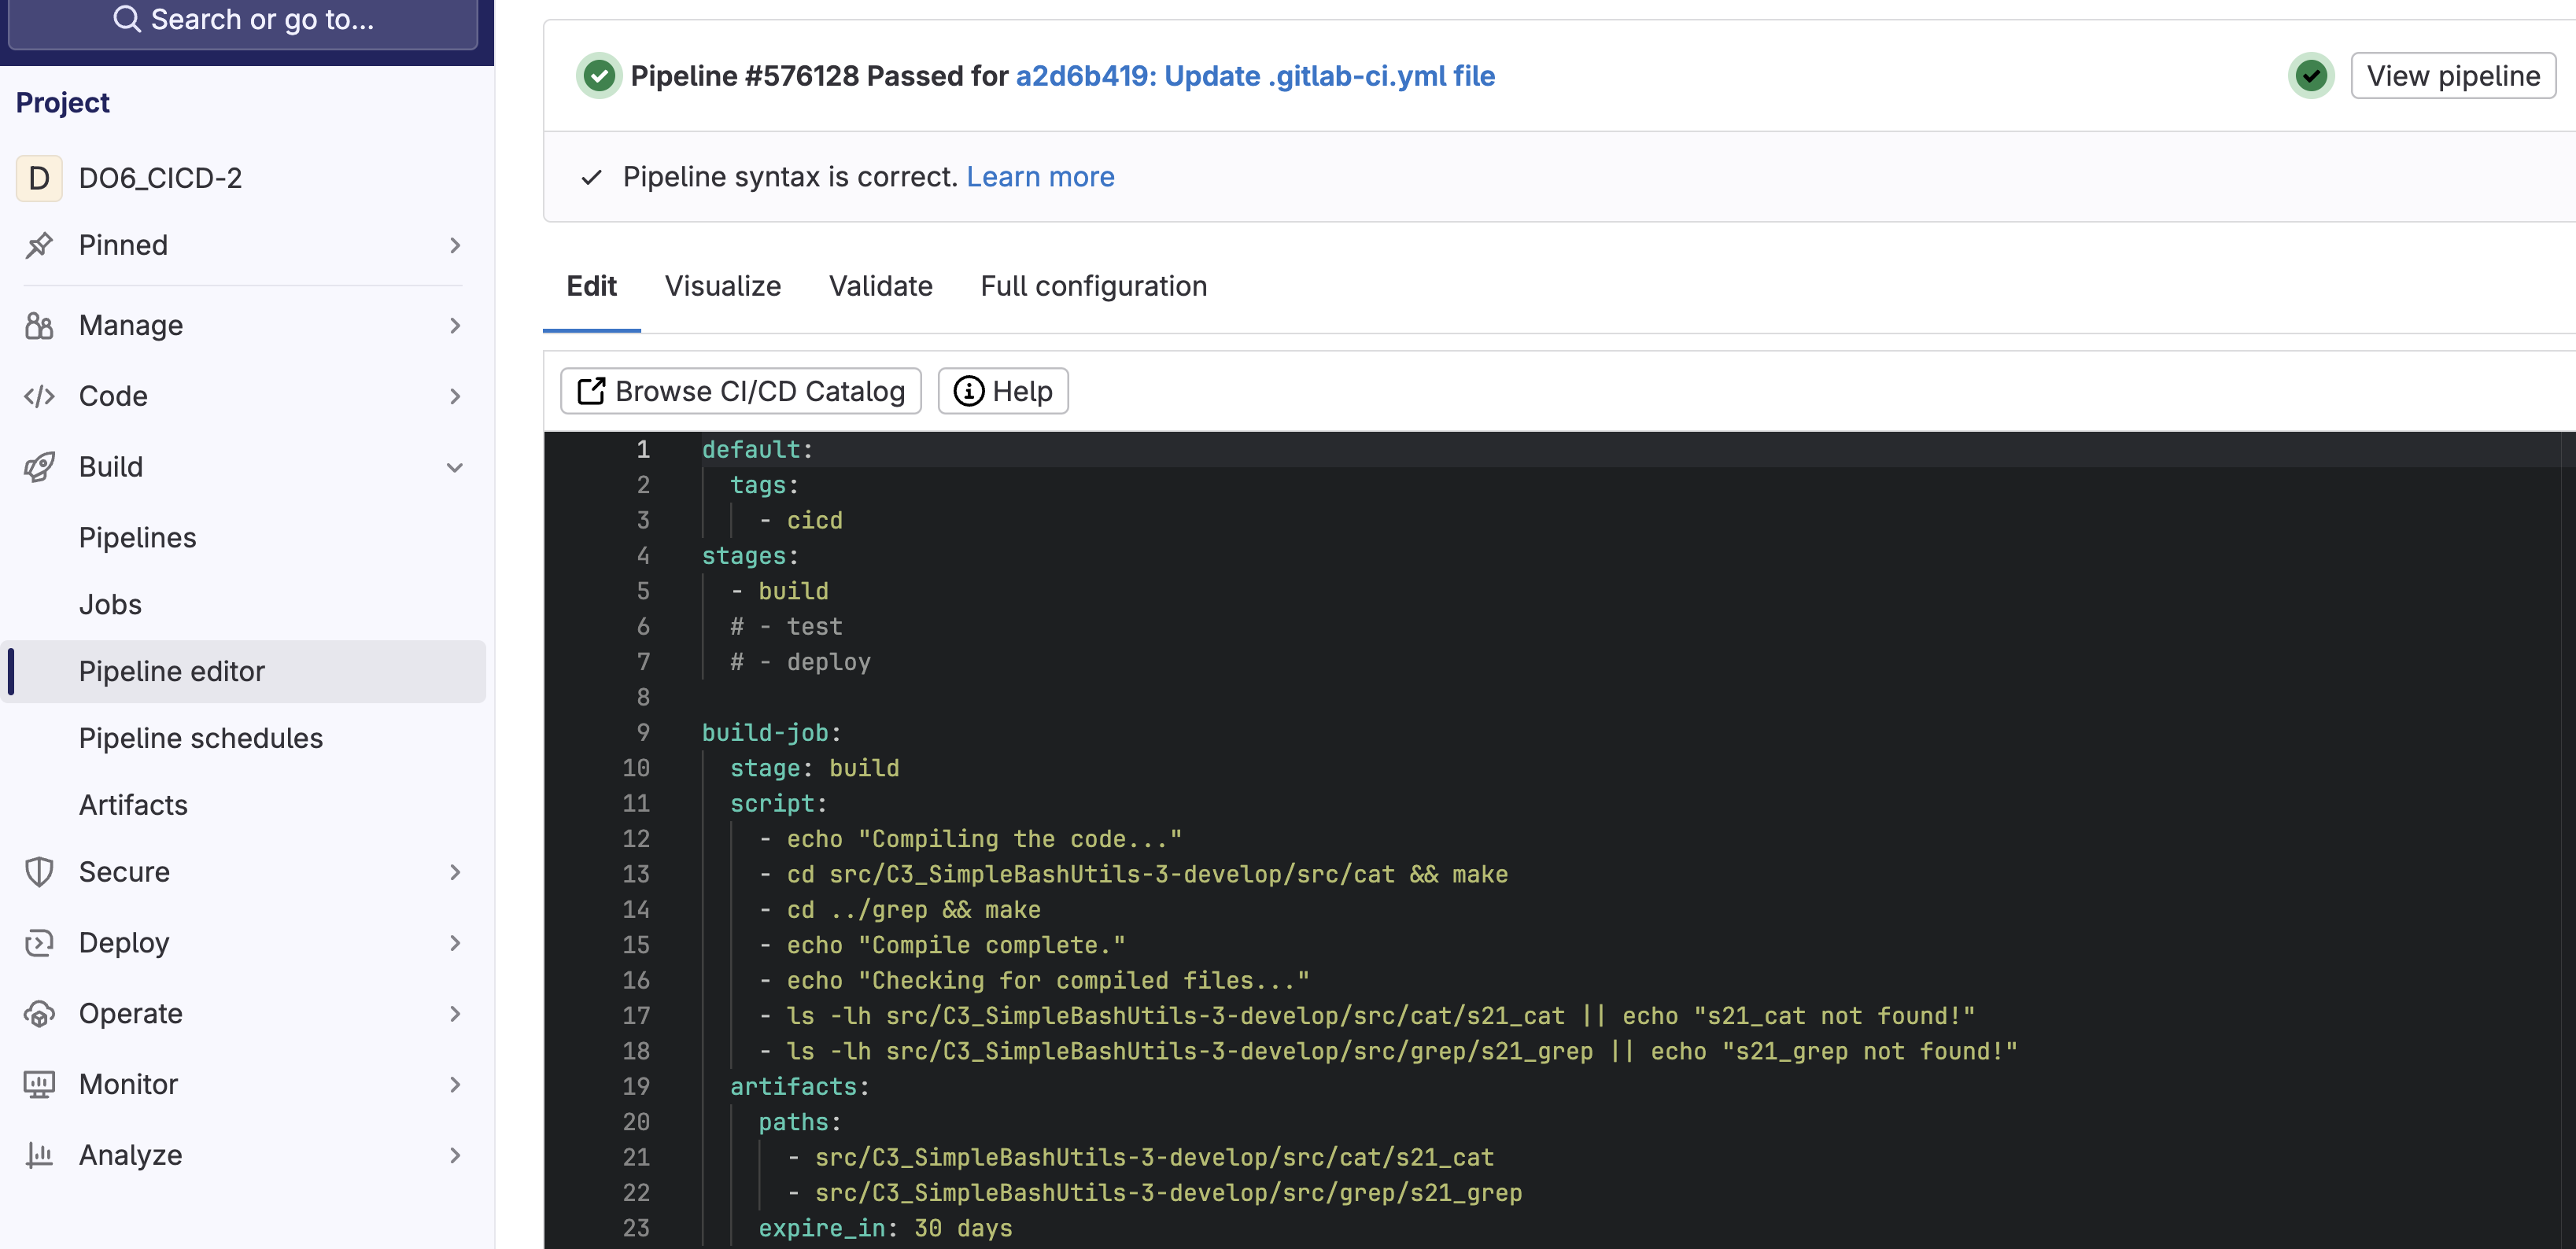 Search or go to...
Project
D DO6_CICD-2
Pinned
Manage
Code
Build
Pipelines
Jobs
Pipeline editor
Pipeline schedules
Artifacts
Secure
Deploy
Operate
Monitor
Analyze
Pipeline #576128 Passed for a2d6b419: Update .gitlab-ci.yml file
View pipeline
Pipeline syntax is correct. Learn more
Edit Visualize Validate Full configuration
Browse CI/CD Catalog Help
1 default:
2   tags:
3     - cicd
4 stages:
5   - build
6   # - test
7   # - deploy
8
9 build-job:
10   stage: build
11   script:
12     - echo "Compiling the code..."
13     - cd src/C3_SimpleBashUtils-3-develop/src/cat && make
14     - cd ../grep && make
15     - echo "Compile complete."
16     - echo "Checking for compiled files..."
17     - ls -lh src/C3_SimpleBashUtils-3-develop/src/cat/s21_cat || echo "s21_cat not found!"
18     - ls -lh src/C3_SimpleBashUtils-3-develop/src/grep/s21_grep || echo "s21_grep not found!"
19   artifacts:
20     paths:
21       - src/C3_SimpleBashUtils-3-develop/src/cat/s21_cat
22       - src/C3_SimpleBashUtils-3-develop/src/grep/s21_grep
23     expire_in: 30 days